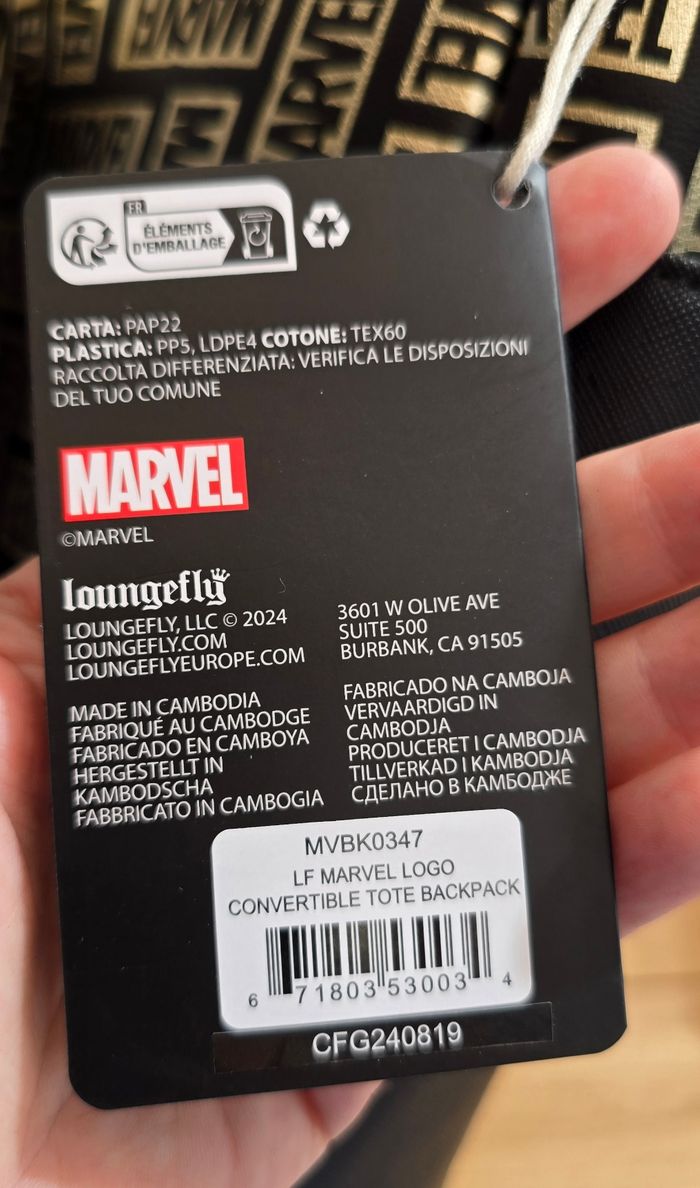 FR
ÉLÉMENTS
D'EMBALLAGE
CARTA: PAP22
PLASTICA: PP5, LDPE4 COTONE: TEX60
RACCOLTA DIFFERENZIATA: VERIFICA LE DISPOSIZIONI
DEL TUO COMUNE
MARVEL
©MARVEL
loungefly
LOUNGEFLY, LLC © 2024
LOUNGEFLY.COM
LOUNGEFLYEUROPE.COM
3601 W OLIVE AVE
SUITE 500
BURBANK, CA 91505
MADE IN CAMBODIA
FABRIQUÉ AU CAMBODGE
FABRICADO EN CAMBOYA
HERGESTELLT IN
KAMBODSCHA
FABBRICATO IN CAMBOGIA
FABRICADO NA CAMBOJA
VERVAARDIGD IN
CAMBODJA
PRODUCERET I CAMBODJA
TILLVERKAD I KAMBODJA
СДЕЛАНО В КАМБОДЖЕ
MVBK0347
LF MARVEL LOGO
CONVERTIBLE TOTE BACKPACK
6 71803 53003 4
CFG240819